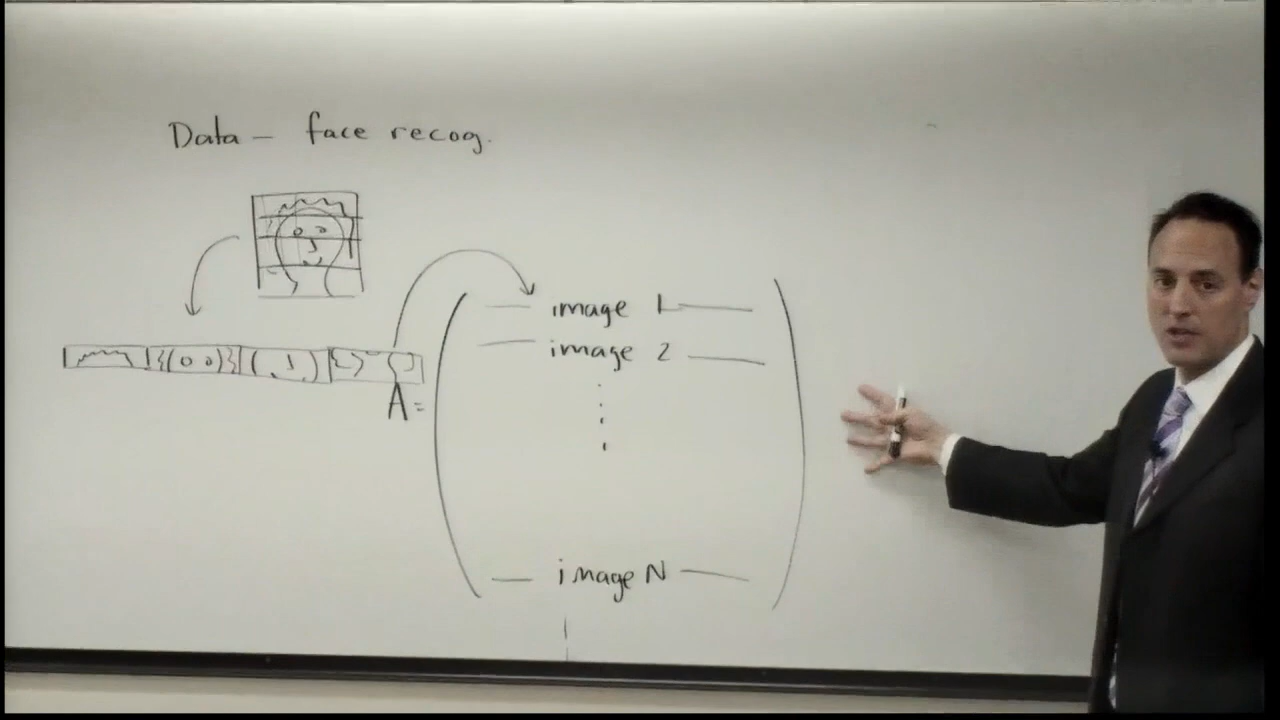 Data – face recog.
image 1
image 2
A =
image N